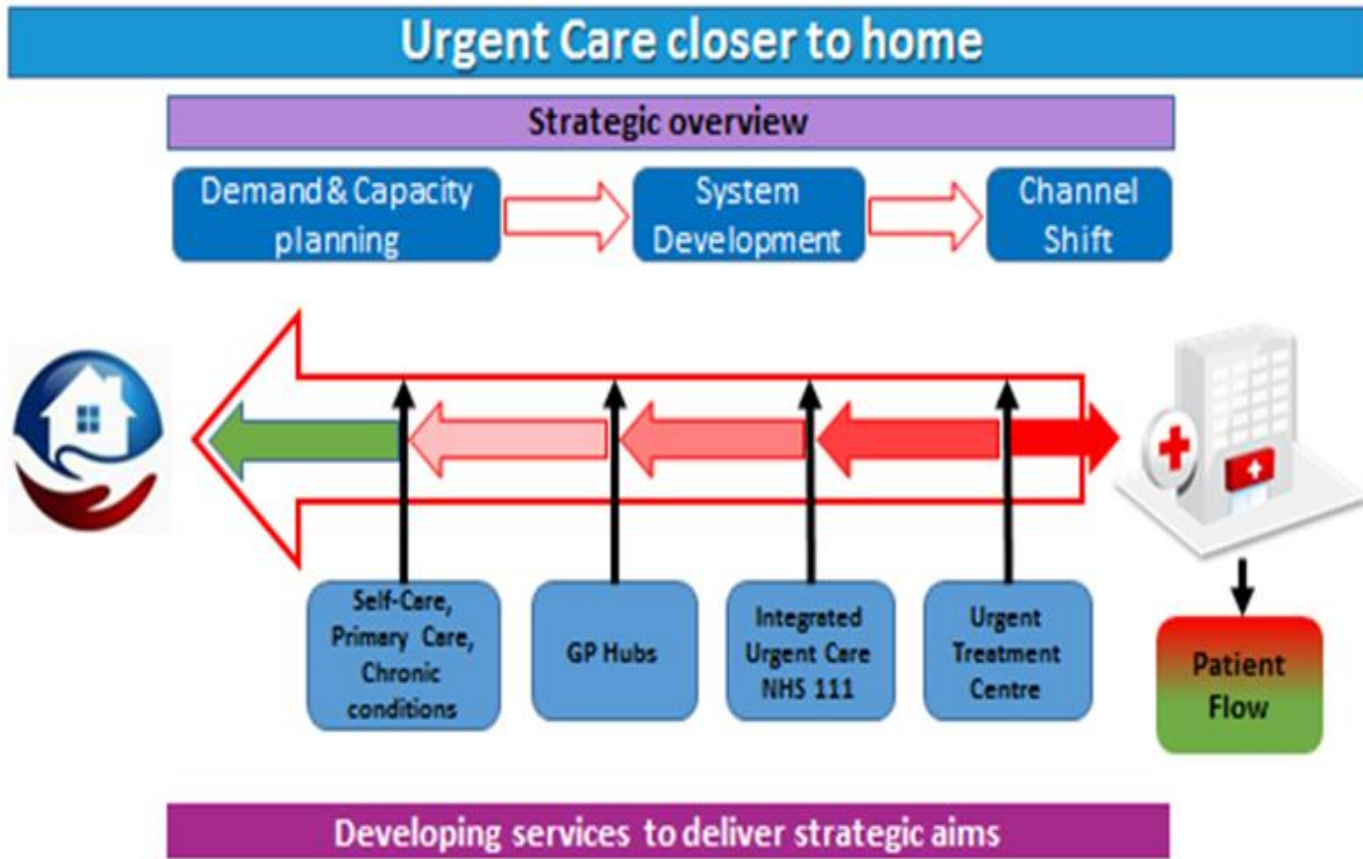 Urgent Care closer to home
Strategic overview
Demand & Capacity
planning
System
Development
Channel
Shift
Self-Care,
Primary Care,
Chronic
conditions
GP Hubs
Integrated
Urgent Care
NHS 111
Urgent
Treatment
Centre
Patient
Flow
Developing services to deliver strategic aims